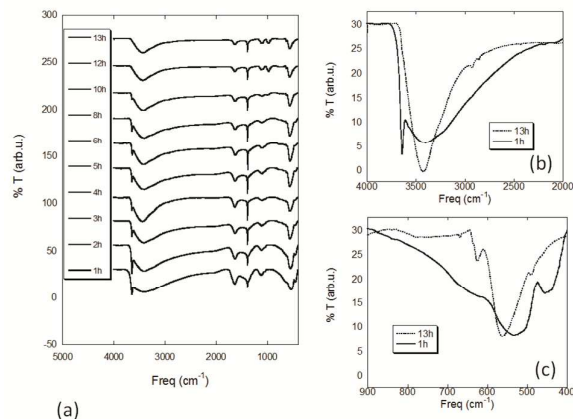 300
250
200
150
100
50
0
-50
% T (arb.u.)
13h
12h
10h
8h
6h
5h
4h
3h
2h
1h
5000 4000 3000 2000 1000
Freq (cm-1)
(a)
30
25
20
15
10
5
0
% T (arb.u.)
13h
1h
(b)
4000 3500 3000 2500 2000
Freq (cm-1)
30
25
20
15
10
5
0
% T (arb.u.)
13h
1h
(c)
900 800 700 600 500 400
Freq (cm-1)